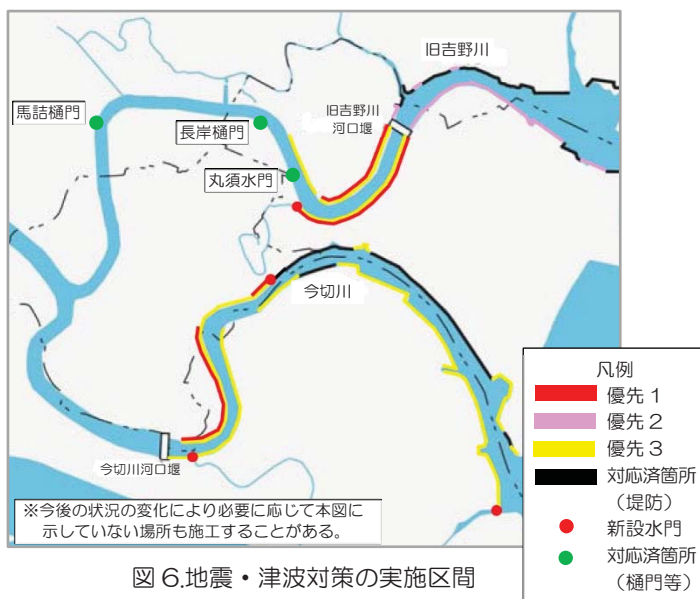 旧吉野川
馬詰樋門
長岸樋門
旧吉野川
河口堰
丸須水門
今切川
今切川河口堰
※今後の状況の変化により必要に応じて本図に
示していない場所も施工することがある。
凡例
優先 1
優先 2
優先 3
対応済箇所
（堤防）
新設水門
対応済箇所
（樋門等）
図 6.地震・津波対策の実施区間